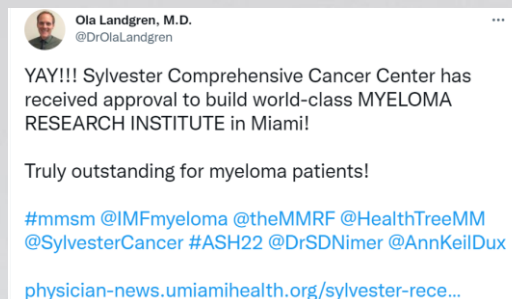 Ola Landgren, M.D.
@DrOlaLandgren
YAY!!! Sylvester Comprehensive Cancer Center has
received approval to build world-class MYELOMA
RESEARCH INSTITUTE in Miami!
Truly outstanding for myeloma patients!
#mmsm @IMFmyeloma @theMMRF @HealthTreeMM
@SylvesterCancer #ASH22 @DrSDNimer @AnnKeilDux
physician-news.umiamihealth.org/sylvester-rece...